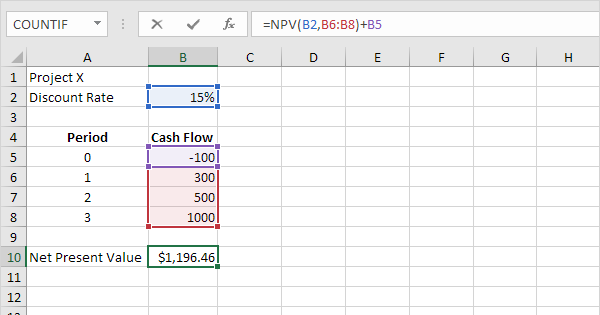 COUNTIF fx =NPV(B2,B6:B8)+B5
A B C D E F G H
1 Project X
2 Discount Rate 15%
3
4 Period Cash Flow
5 0 -100
6 1 300
7 2 500
8 3 1000
9
10 Net Present Value $1,196.46
11
12